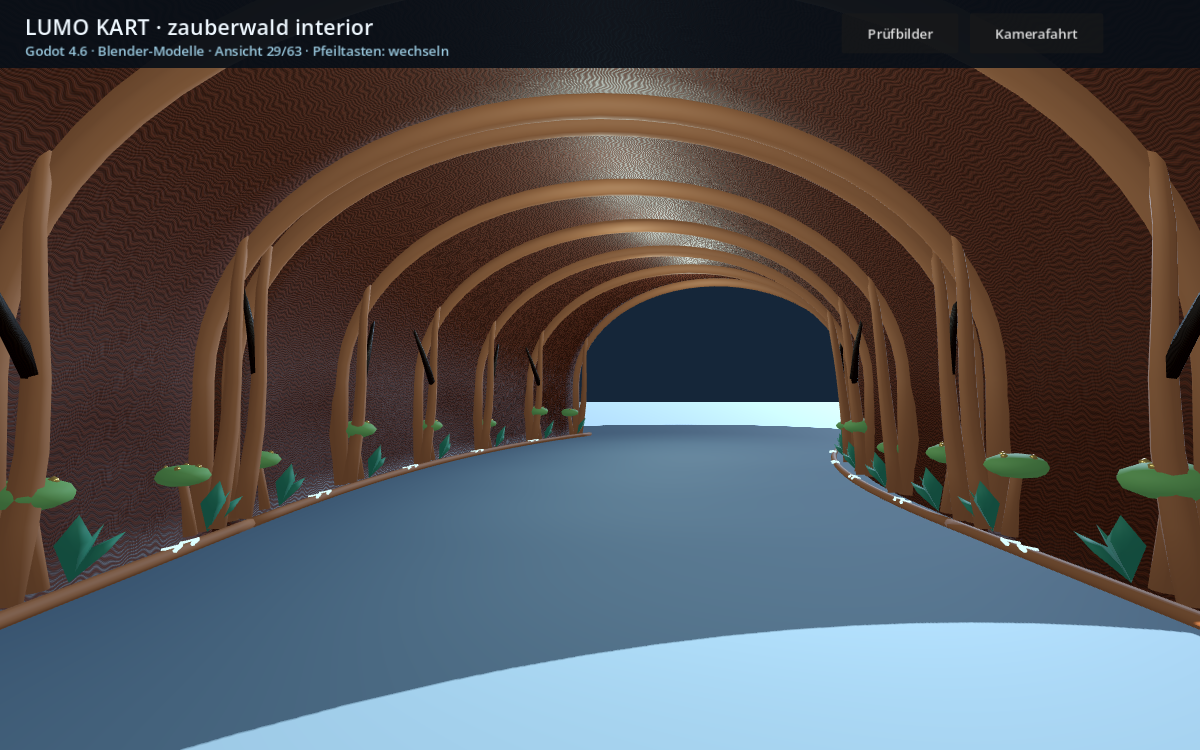 LUMO KART · zauberwald interior
Godot 4.6 · Blender-Modelle · Ansicht 29/63 · Pfeiltasten: wechseln
Prüfbilder
Kamerafahrt